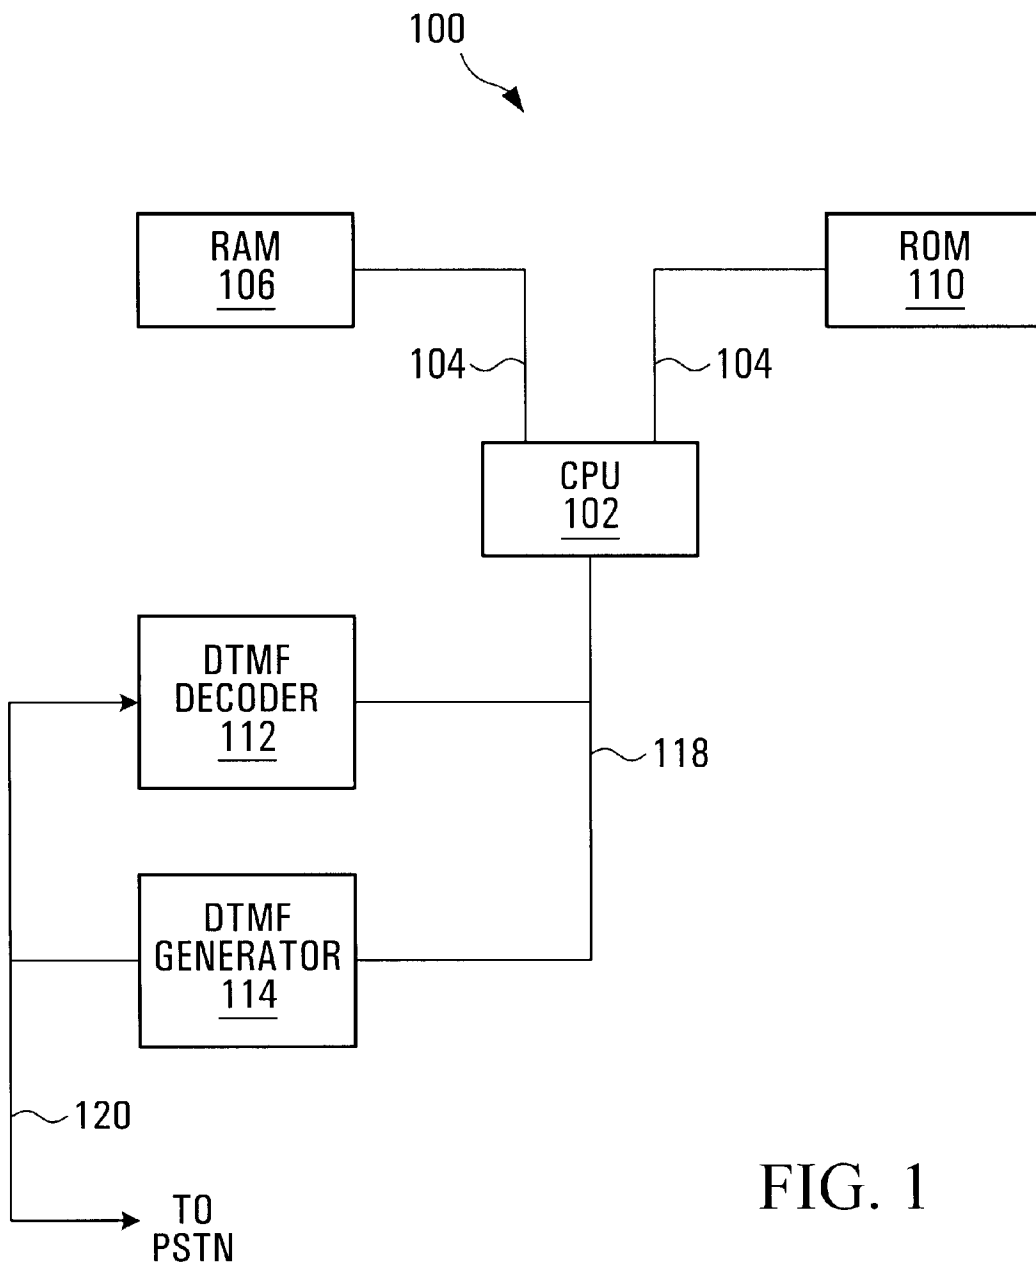 100
RAM
106
ROM
110
104
104
CPU
102
DTMF
DECODER
112
118
DTMF
GENERATOR
114
120
TO
PSTN
FIG. 1